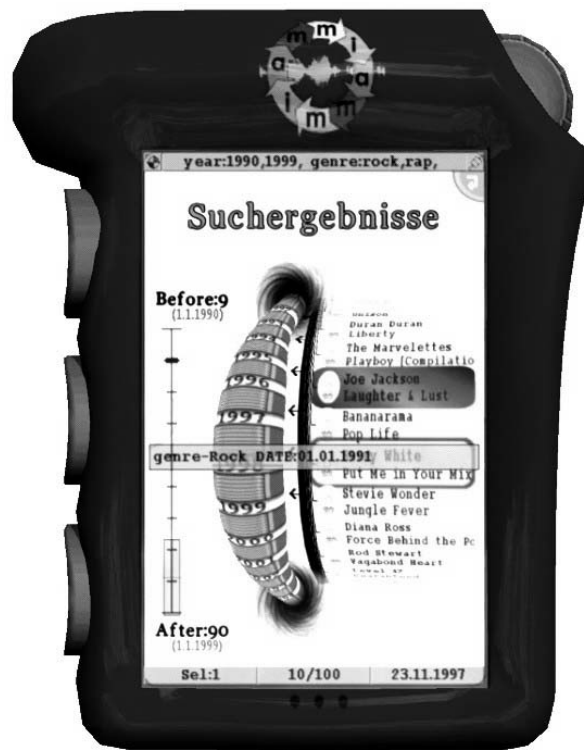 a m m i a m m i
year:1990,1999, genre:rock,rap,
Suchergebnisse
Before:9
(1.1.1990)
After:90
(1.1.1999)
1996
1997
1999
Duran Duran
Liberty
The Marvelettes
Playboy [Compilatio
Joe Jackson
Laughter & Lust
Bananarama
Pop Life
genre-Rock DATE:01.01.1991
White
Put Me in Your Mix
Stevie Wonder
Jungle Fever
Diana Ross
Force Behind the Po
Rod Stewart
Vagabond Heart
Level 42
Sel:1 10/100 23.11.1997